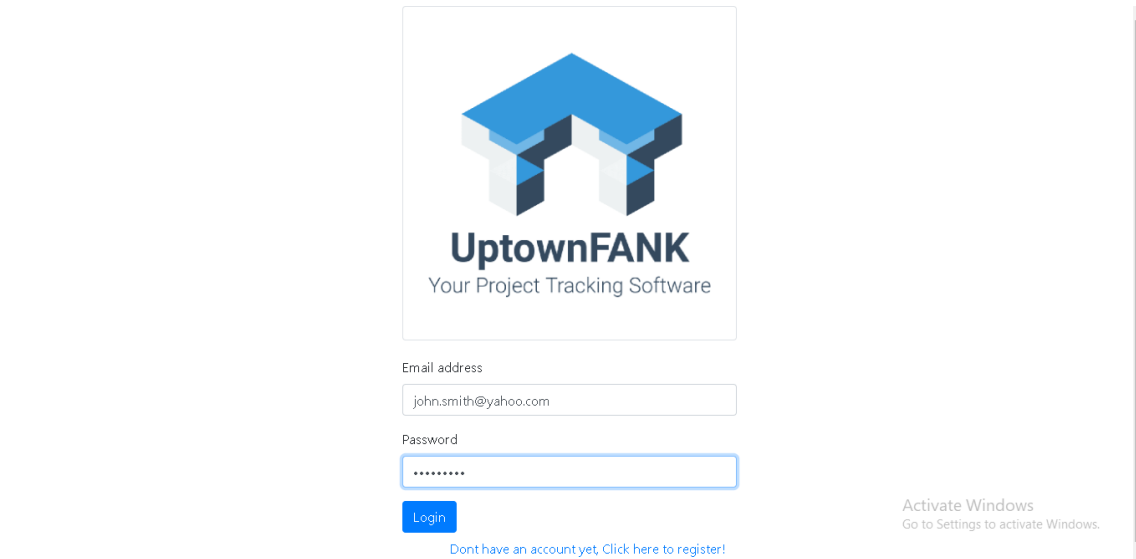 UptownFANK
Your Project Tracking Software
Email address
john.smith@yahoo.com
Password
•••••••••
Login
Activate Windows
Go to Settings to activate Windows.
Dont have an account yet, Click here to register!